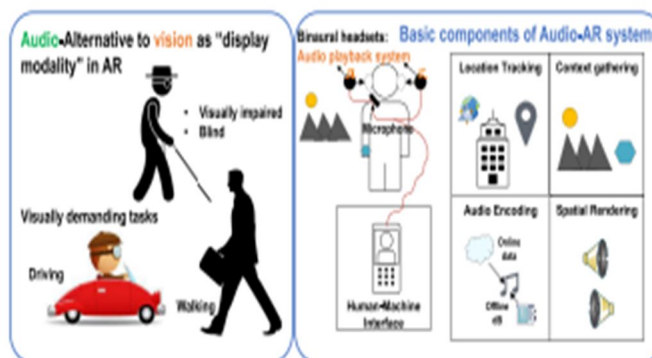 Audio-Alternative to vision as "display
modality" in AR
• Visually impaired
• Blind
Visually demanding tasks
Driving
Walking
Binaural headsets:
Audio playback system
Microphone
Human-Machine
Interface
Basic components of Audio-AR system
Location Tracking
Context gathering
Audio Encoding
Online
data
Offline
dB
Spatial Rendering